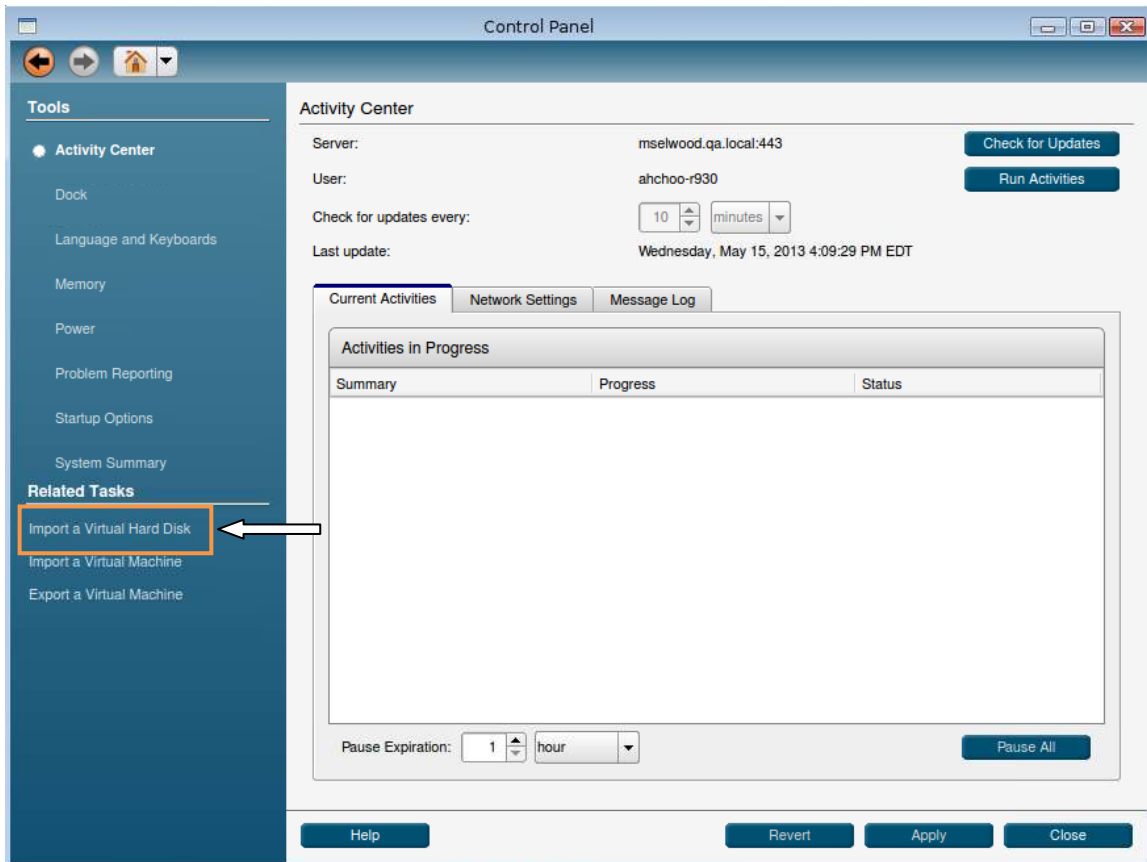 Control Panel
Tools
Activity Center
Dock
Language and Keyboards
Memory
Power
Problem Reporting
Startup Options
System Summary
Related Tasks
Import a Virtual Hard Disk
Import a Virtual Machine
Export a Virtual Machine
Activity Center
Server: mselwood.qa.local:443 Check for Updates
User: ahchoo-r930 Run Activities
Check for updates every: 10 minutes
Last update: Wednesday, May 15, 2013 4:09:29 PM EDT
Current Activities Network Settings Message Log
Activities in Progress
Summary Progress Status
Pause Expiration: 1 hour Pause All
Help Revert Apply Close